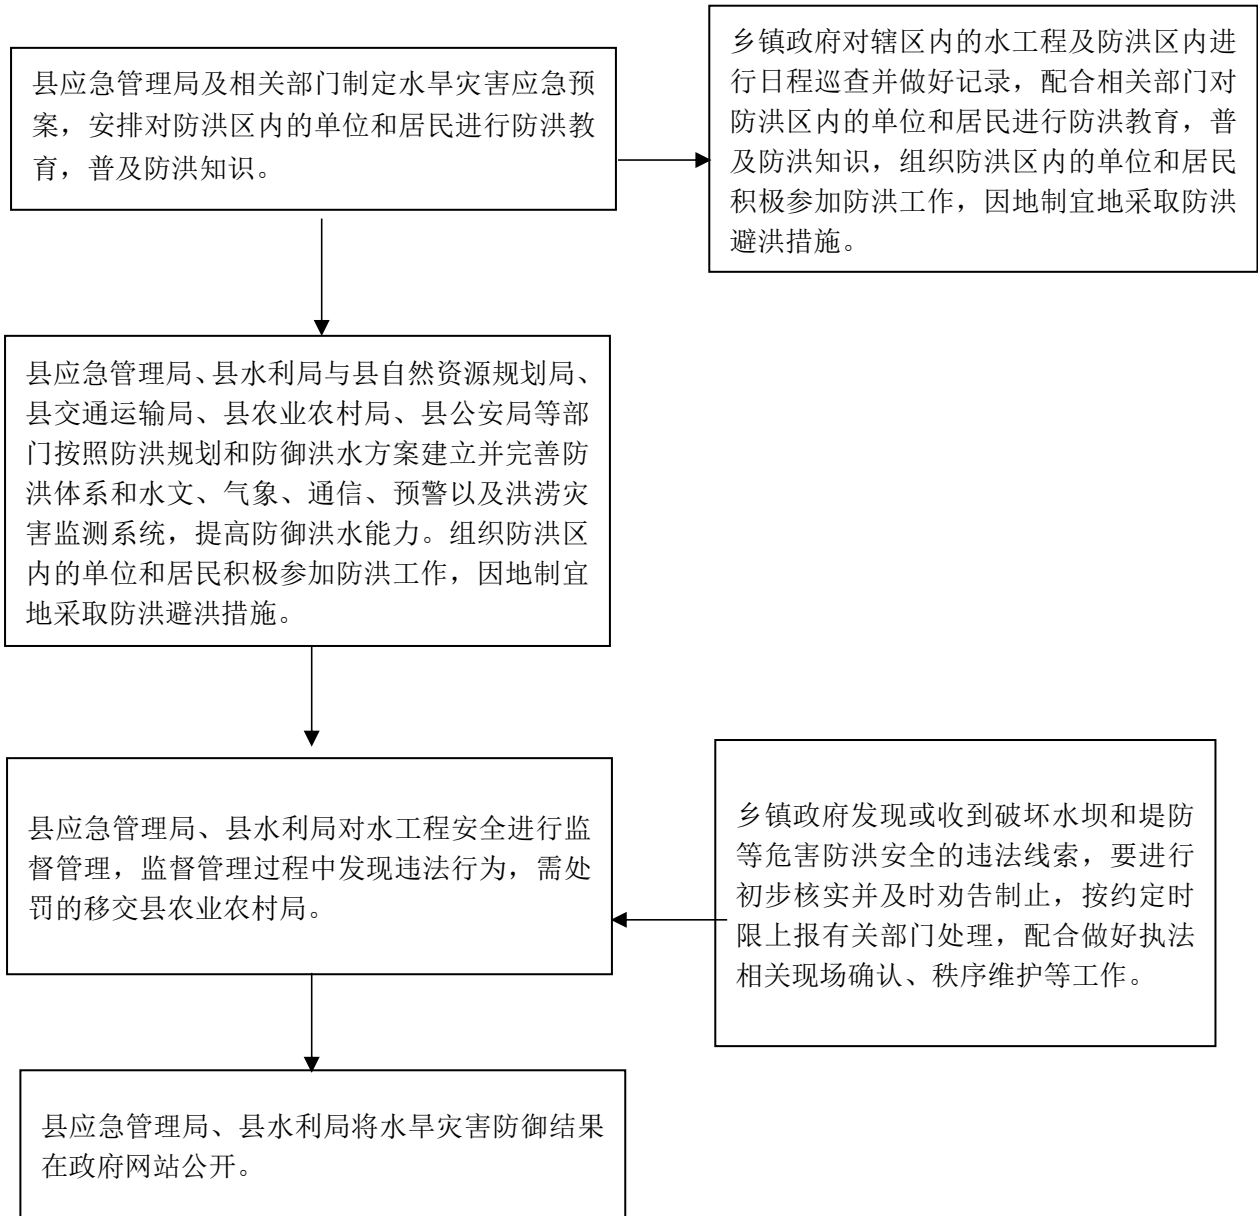 县应急管理局及相关部门制定水旱灾害应急预
案，安排对防洪区内的单位和居民进行防洪教
育，普及防洪知识。
乡镇政府对辖区内的水工程及防洪区内进
行日程巡查并做好记录，配合相关部门对
防洪区内的单位和居民进行防洪教育，普
及防洪知识，组织防洪区内的单位和居民
积极参加防洪工作，因地制宜地采取防洪
避洪措施。
县应急管理局、县水利局与县自然资源规划局、
县交通运输局、县农业农村局、县公安局等部
门按照防洪规划和防御洪水方案建立并完善防
洪体系和水文、气象、通信、预警以及洪涝灾
害监测系统，提高防御洪水能力。组织防洪区
内的单位和居民积极参加防洪工作，因地制宜
地采取防洪避洪措施。
县应急管理局、县水利局对水工程安全进行监
督管理，监督管理过程中发现违法行为，需处
罚的移交县农业农村局。
乡镇政府发现或收到破坏水坝和堤防
等危害防洪安全的违法线索，要进行
初步核实并及时劝告制止，按约定时
限上报有关部门处理，配合做好执法
相关现场确认、秩序维护等工作。
县应急管理局、县水利局将水旱灾害防御结果
在政府网站公开。